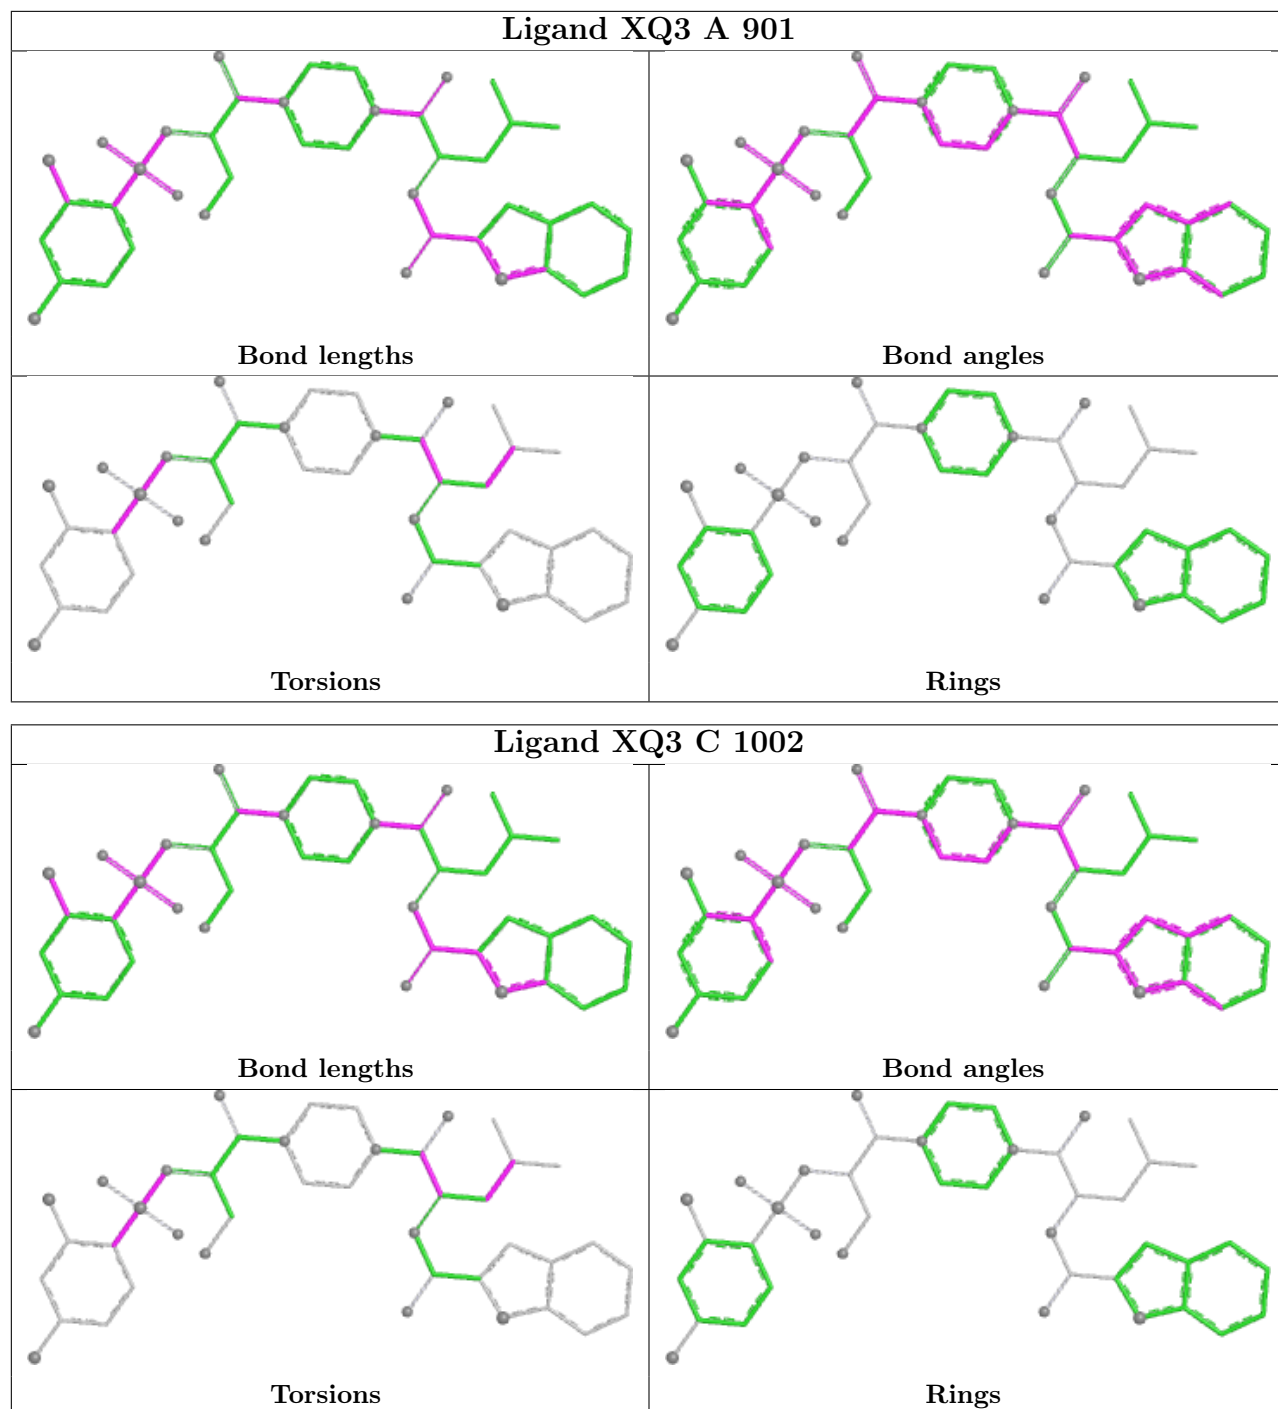 Ligand XQ3 A 901
Bond lengths
Bond angles
Torsions
Rings
Ligand XQ3 C 1002
Bond lengths
Bond angles
Torsions
Rings